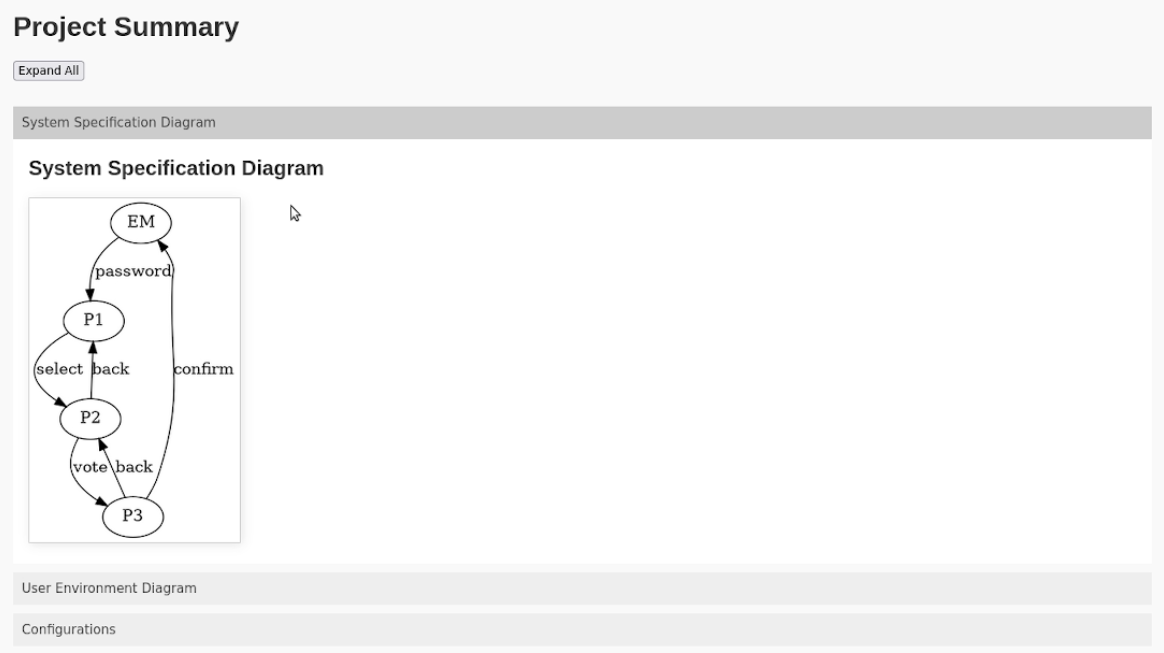 Project Summary
Expand All
System Specification Diagram
System Specification Diagram
EM
password
P1
select back confirm
P2
vote back
P3
User Environment Diagram
Configurations